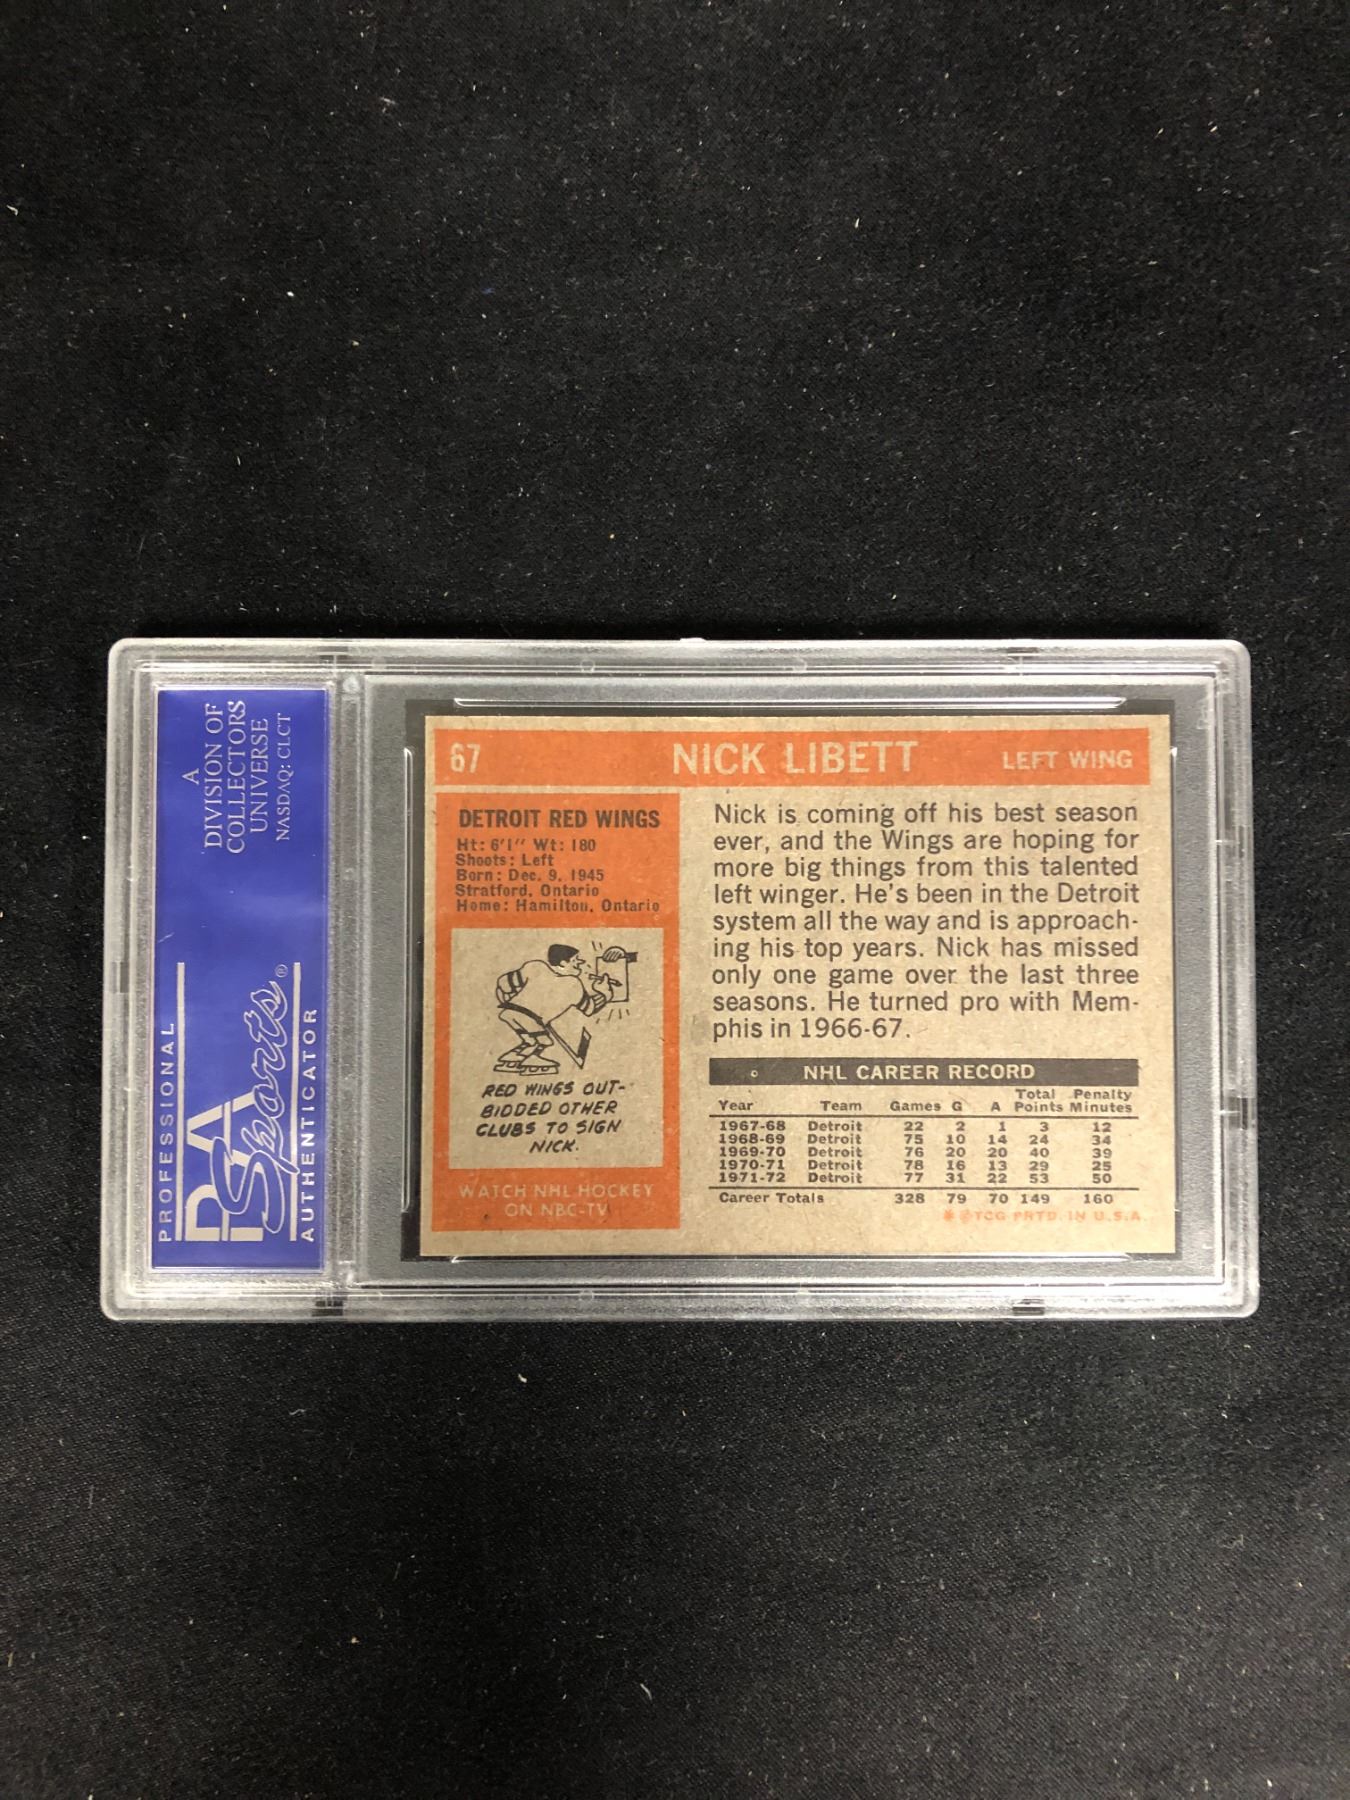 A
DIVISION OF
COLLECTORS
UNIVERSE
NASDAQ: CLCT
PROFESSIONAL
PSA
Sports®
AUTHENTICATOR
67 NICK LIBETT LEFT WING
DETROIT RED WINGS
Ht: 6'1" Wt: 180
Shoots: Left
Born: Dec. 9, 1945
Stratford, Ontario
Home: Hamilton, Ontario
RED WINGS OUT-
BIDDED OTHER
CLUBS TO SIGN
NICK.
WATCH NHL HOCKEY
ON NBC-TV
Nick is coming off his best season
ever, and the Wings are hoping for
more big things from this talented
left winger. He's been in the Detroit
system all the way and is approach-
ing his top years. Nick has missed
only one game over the last three
seasons. He turned pro with Mem-
phis in 1966-67.
NHL CAREER RECORD
Year Team Games G A Total Points Penalty Minutes
1967-68 Detroit 22 2 1 3 12
1968-69 Detroit 75 10 14 24 34
1969-70 Detroit 76 20 20 40 39
1970-71 Detroit 78 16 13 29 25
1971-72 Detroit 77 31 22 53 50
Career Totals 328 79 70 149 160
**TCG PRTD. IN U.S.A.